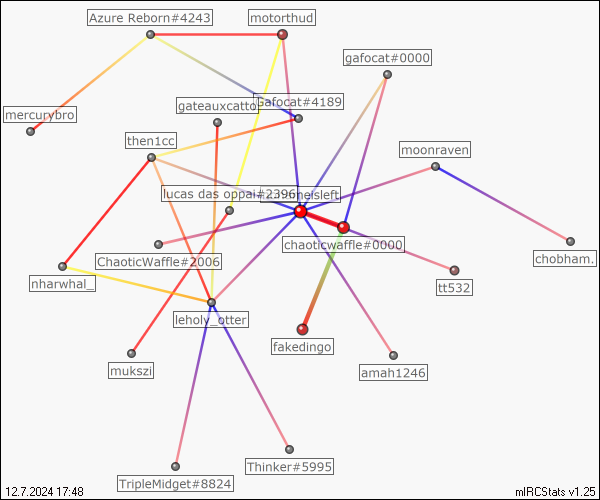 Azure Reborn#4243
motorthud
gafocat#0000
gateauxcatto
Gafocat#4189
mercurybro
then1cc
moonraven
lucas das oppai#2396
neisleft
chaoticwaffle#0000
ChaoticWaffle#2006
chobham.
nharwhal_
tt532
leholy_otter
fakedingo
mukszi
amah1246
Thinker#5995
TripleMidget#8824
12.7.2024 17:48
mIRCStats v1.25